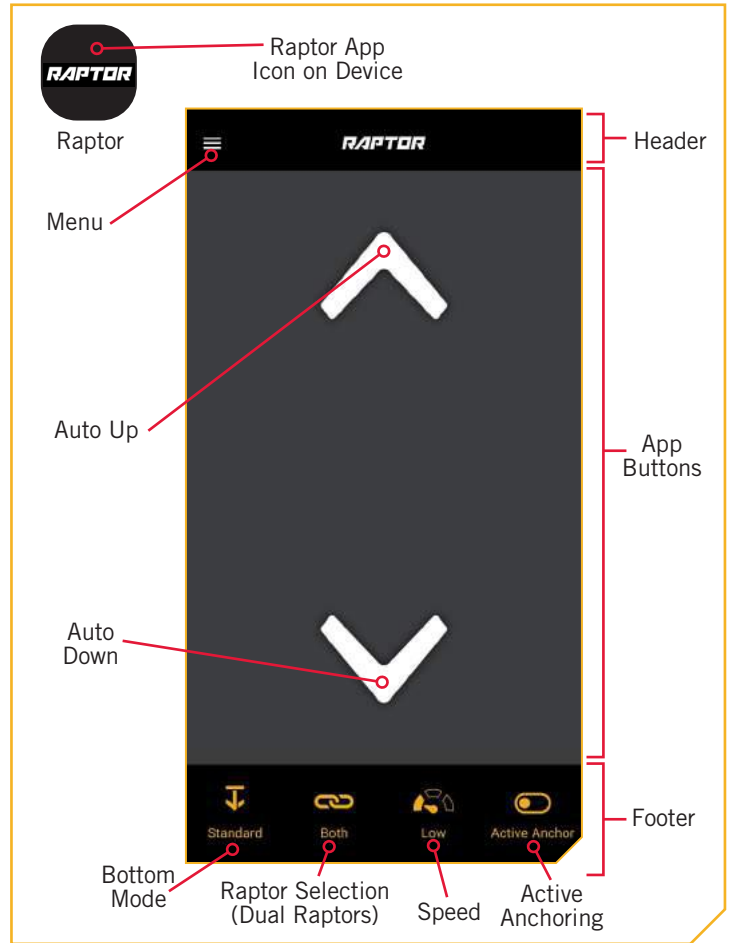 Raptor App
Icon on Device
RAPTOR
Raptor
RAPTOR
Header
Menu
Auto Up
App
Buttons
Auto
Down
Standard
Both
Low
Active Anchor
Footer
Bottom
Mode
Raptor Selection
(Dual Raptors)
Speed
Active
Anchoring